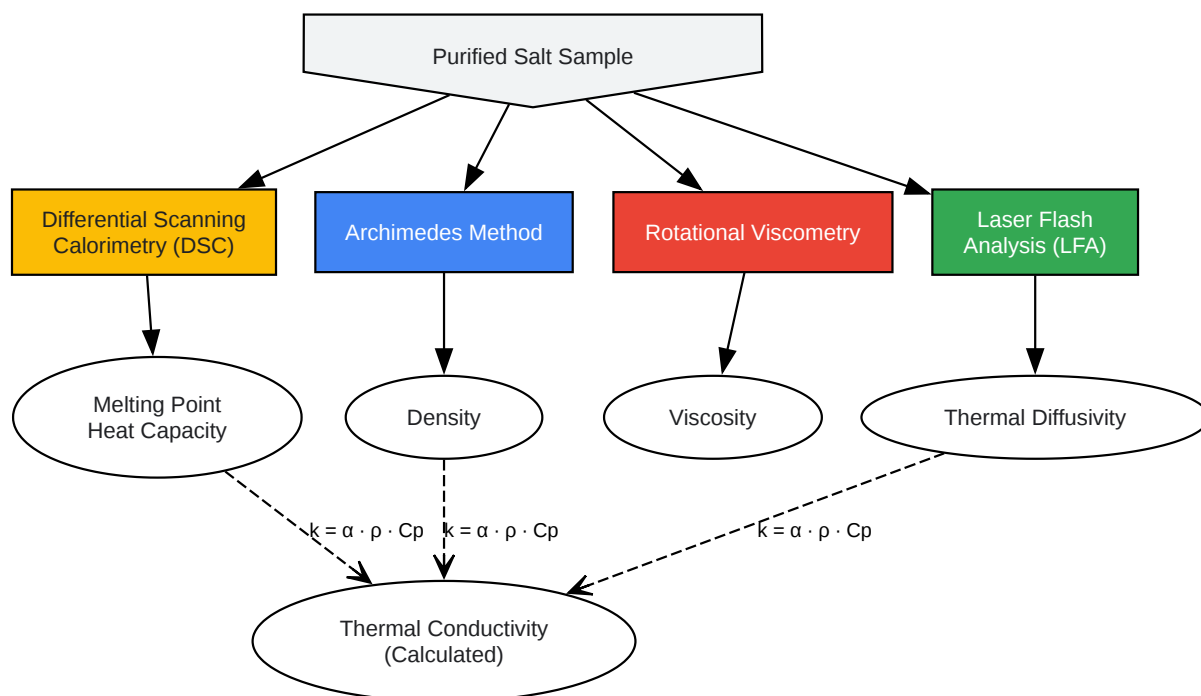 Purified Salt Sample
Differential Scanning
Calorimetry (DSC)
Archimedes Method
Rotational Viscometry
Laser Flash
Analysis (LFA)
Melting Point
Heat Capacity
Density
Viscosity
Thermal Diffusivity
k = α · ρ · Cp
k = α · ρ · Cp
k = α · ρ · Cp
Thermal Conductivity
(Calculated)